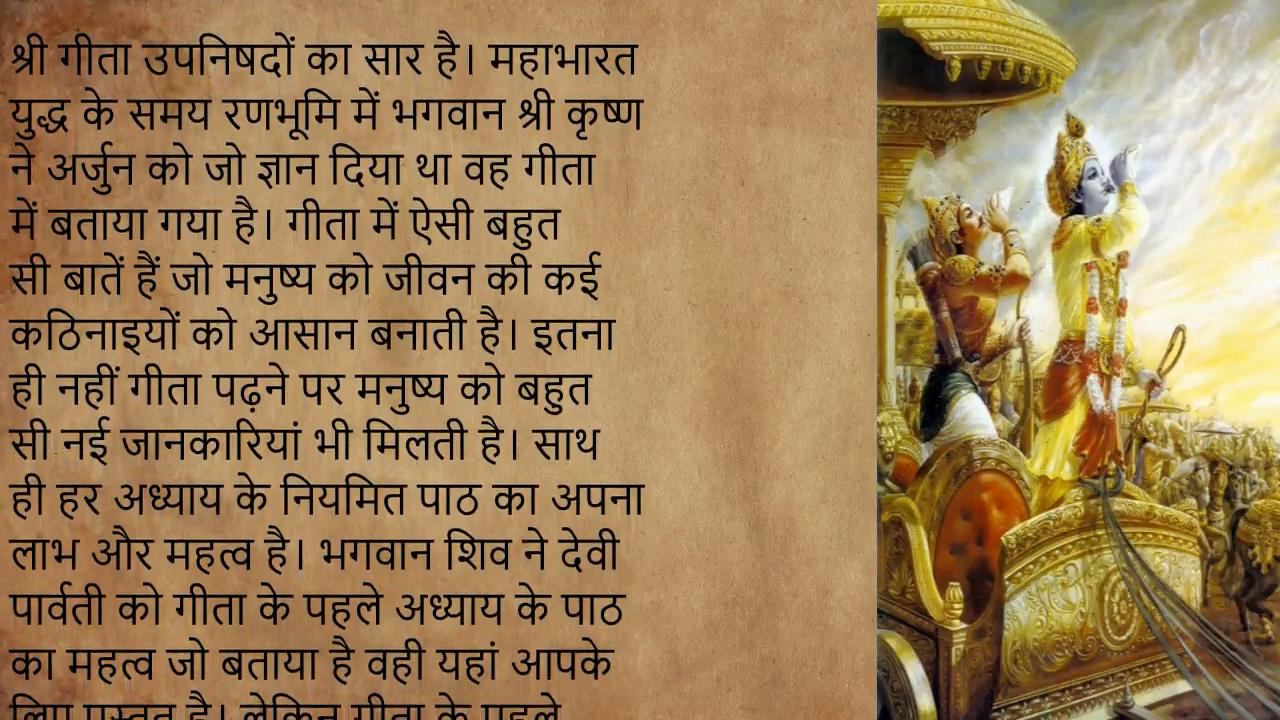 श्री गीता उपनिषदों का सार है। महाभारत
युद्ध के समय रणभूमि में भगवान श्री कृष्ण
ने अर्जुन को जो ज्ञान दिया था वह गीता
में बताया गया है। गीता में ऐसी बहुत
सी बातें हैं जो मनुष्य को जीवन की कई
कठिनाइयों को आसान बनाती है। इतना
ही नहीं गीता पढ़ने पर मनुष्य को बहुत
सी नई जानकारियां भी मिलती है। साथ
ही हर अध्याय के नियमित पाठ का अपना
लाभ और महत्व है। भगवान शिव ने देवी
पार्वती को गीता के पहले अध्याय के पाठ
का महत्व जो बताया है वही यहां आपके
लिए प्रस्तुत है। लेकिन गीता के पहले